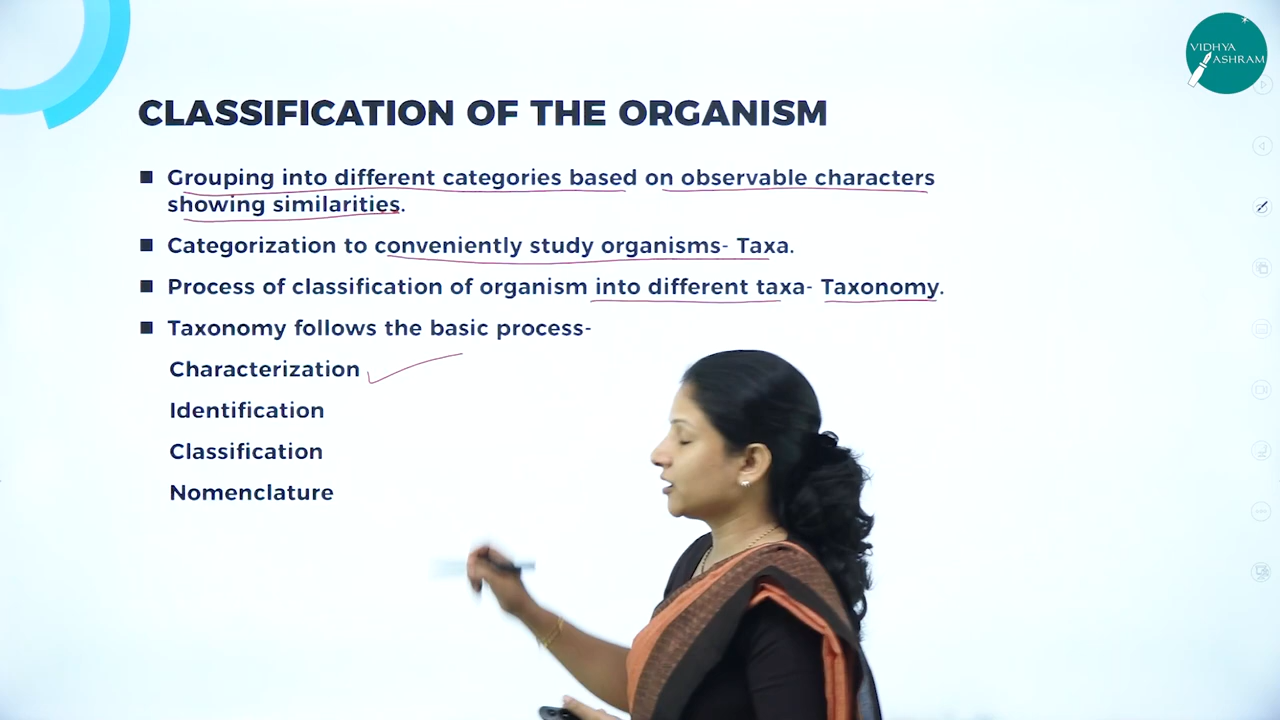 VIDHYA
ASHRAM
CLASSIFICATION OF THE ORGANISM
Grouping into different categories based on observable characters
showing similarities.
Categorization to conveniently study organisms- Taxa.
Process of classification of organism into different taxa- Taxonomy.
Taxonomy follows the basic process-
Characterization
Identification
Classification
Nomenclature